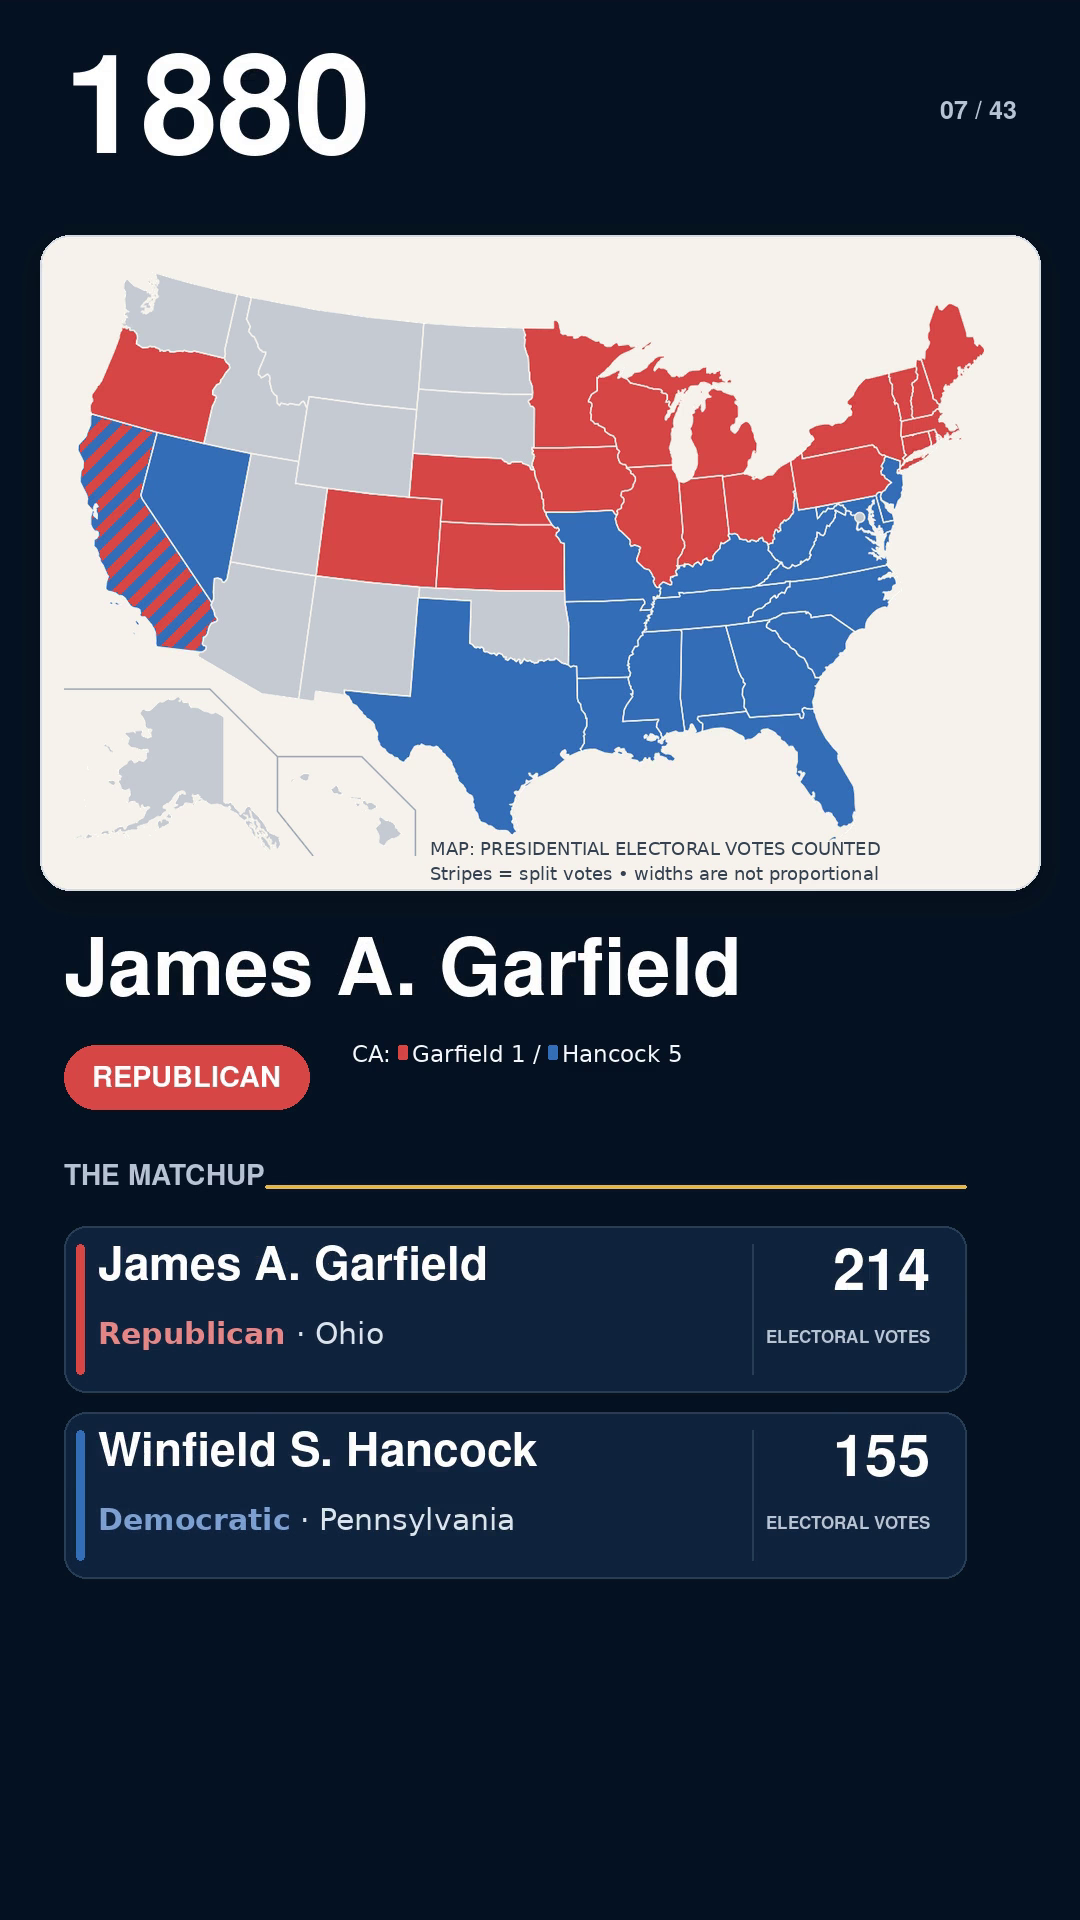 1880
07 / 43
MAP: PRESIDENTIAL ELECTORAL VOTES COUNTED
Stripes = split votes • widths are not proportional
James A. Garfield
REPUBLICAN
CA: Garfield 1 / Hancock 5
THE MATCHUP
James A. Garfield
214
Republican · Ohio
ELECTORAL VOTES
Winfield S. Hancock
155
Democratic · Pennsylvania
ELECTORAL VOTES